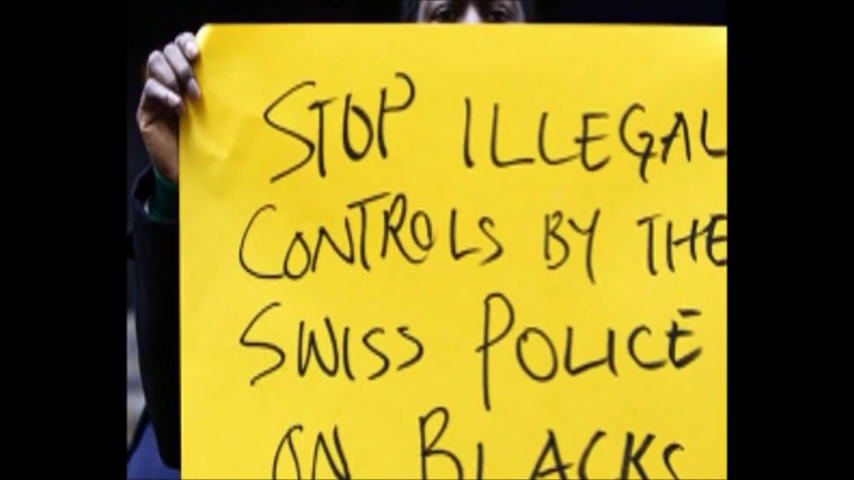 STOP ILLEGAL
CONTROLS BY THE
SWISS POLICE
ON BLACKS